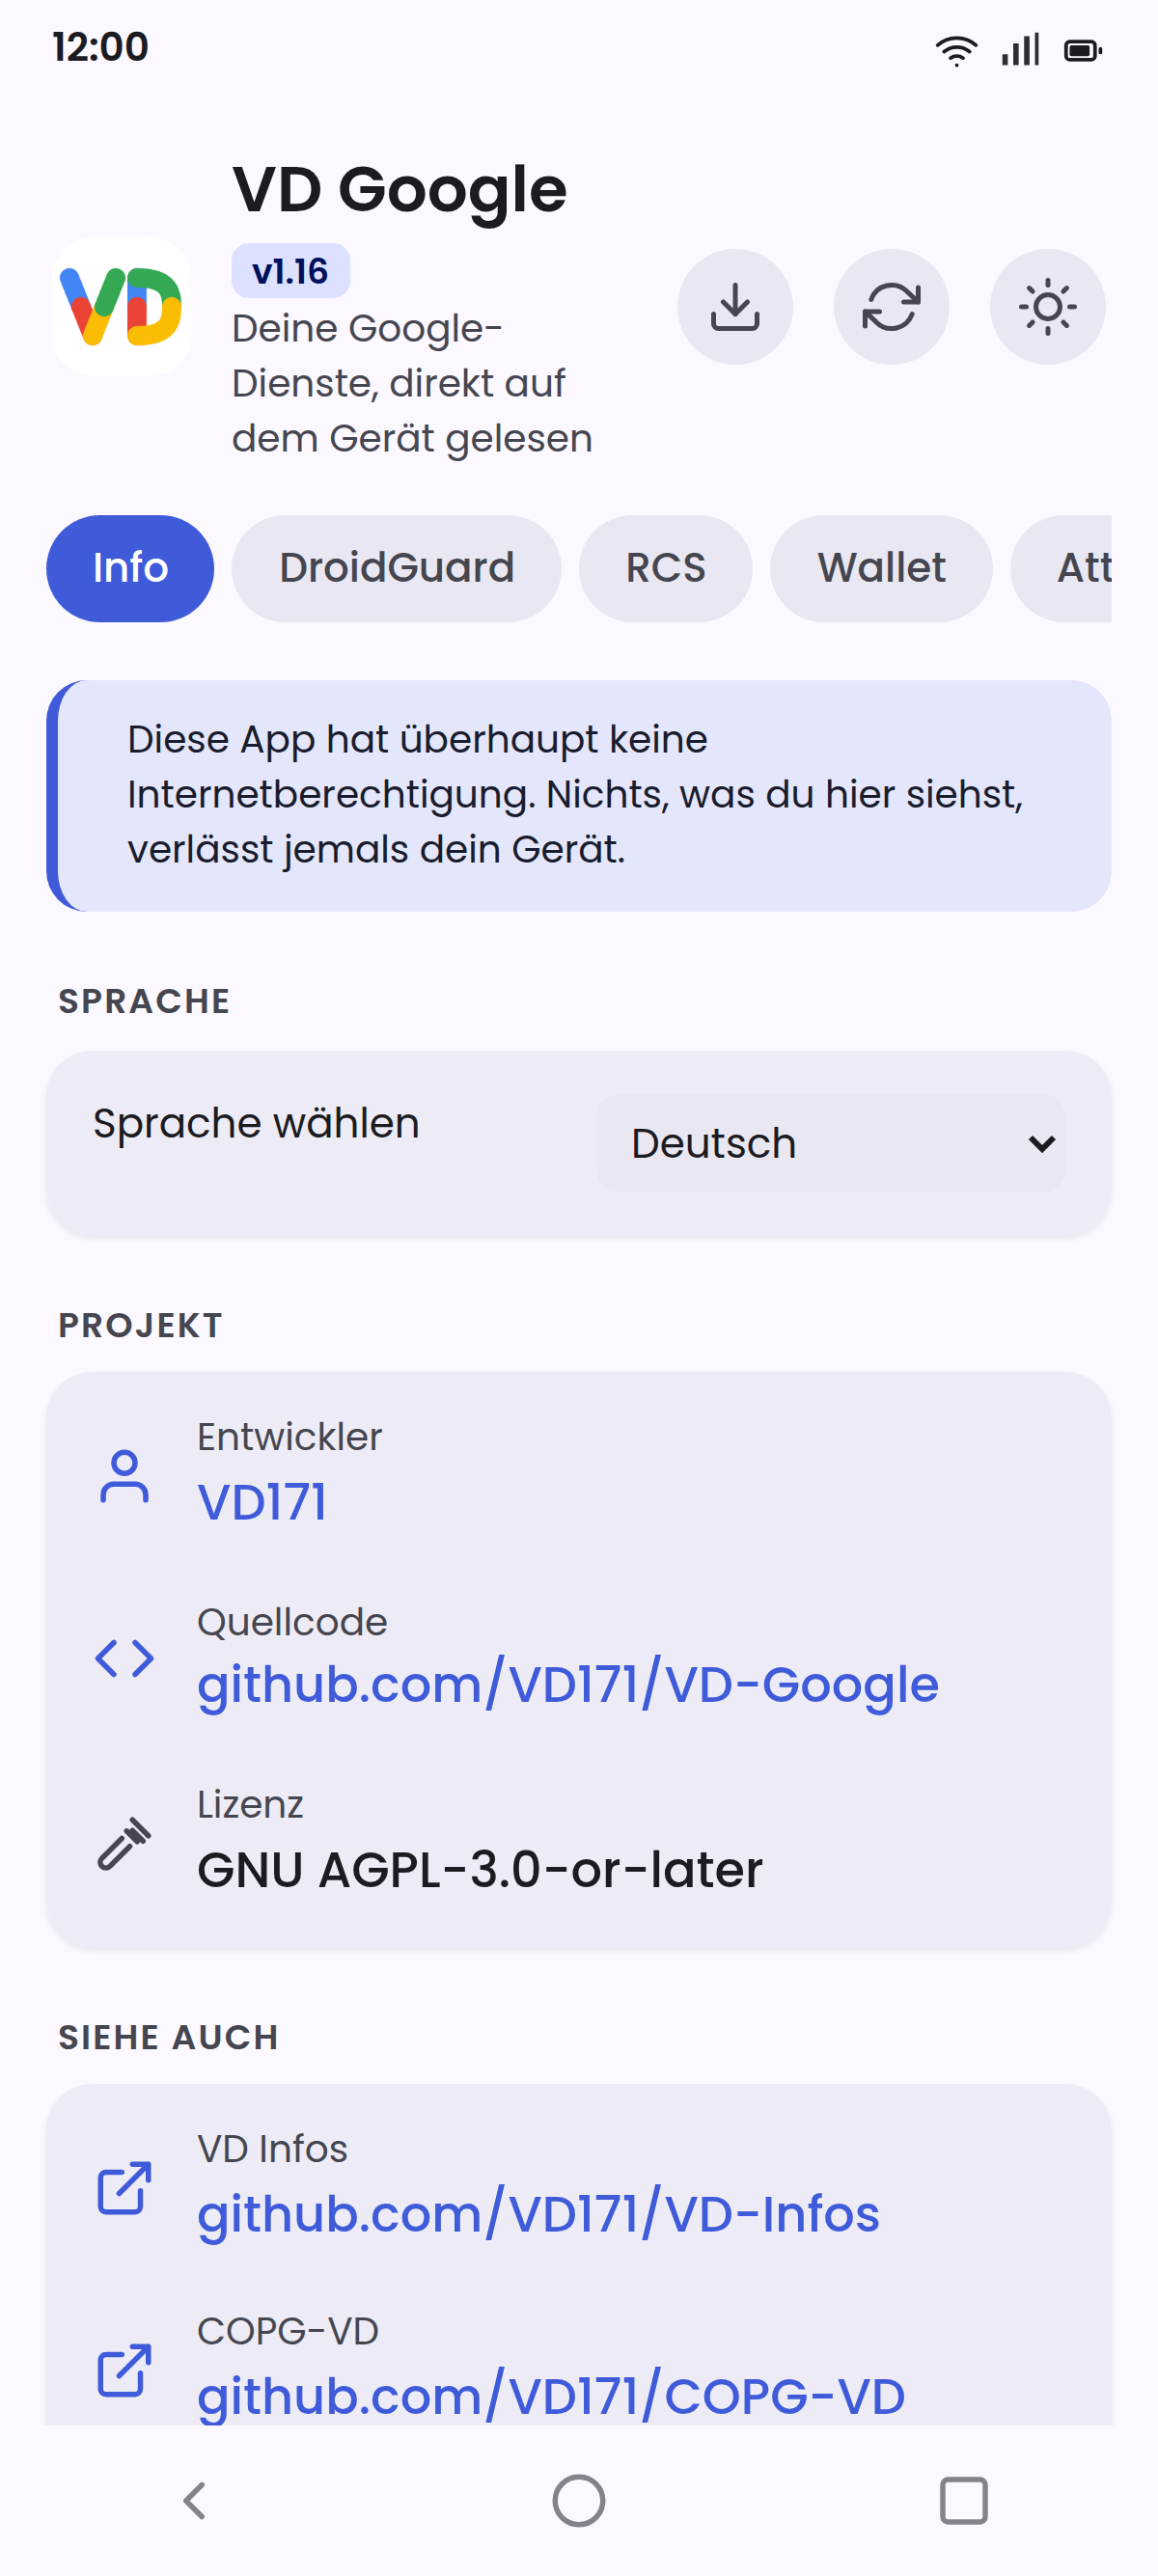 12:00
VD Google
VD
v1.16
Deine Google-
Dienste, direkt auf
dem Gerät gelesen
Info
DroidGuard
RCS
Wallet
Att
Diese App hat überhaupt keine
Internetberechtigung. Nichts, was du hier siehst,
verlässt jemals dein Gerät.
SPRACHE
Sprache wählen
Deutsch
PROJEKT
Entwickler
VD171
Quellcode
github.com/VD171/VD-Google
Lizenz
GNU AGPL-3.0-or-later
SIEHE AUCH
VD Infos
github.com/VD171/VD-Infos
COPG-VD
github.com/VD171/COPG-VD